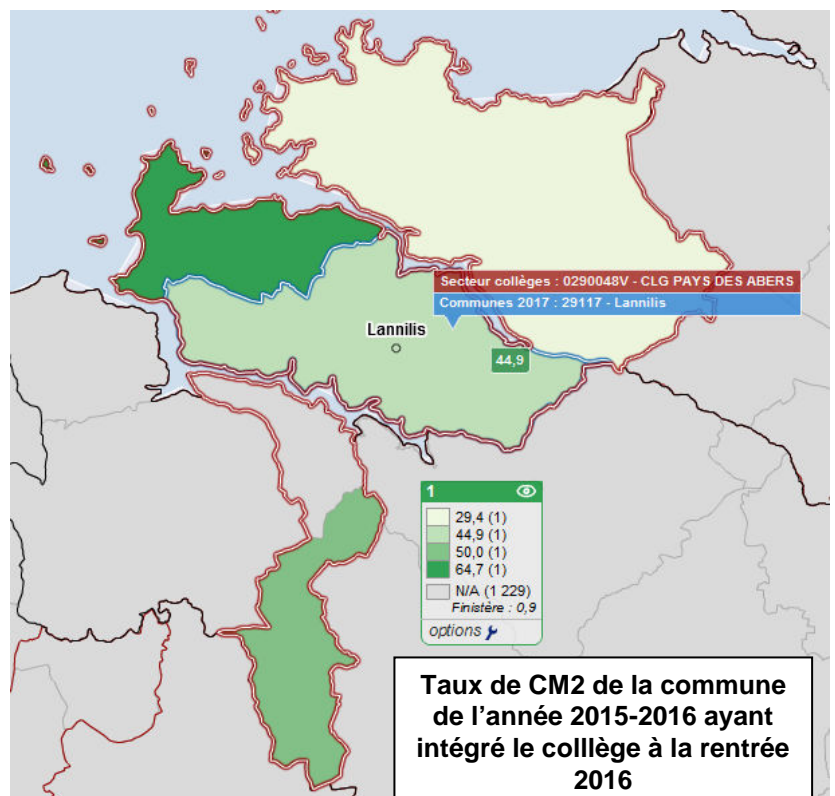 Secteur collèges : 0290048V - CLG PAYS DES ABERS
Communes 2017 : 29117 - Lannilis
Lannilis
44,9
1
29,4 (1)
44,9 (1)
50,0 (1)
64,7 (1)
N/A (1 229)
Finistère : 0,9
options
Taux de CM2 de la commune
de l'année 2015-2016 ayant
intégré le colllège à la rentrée
2016